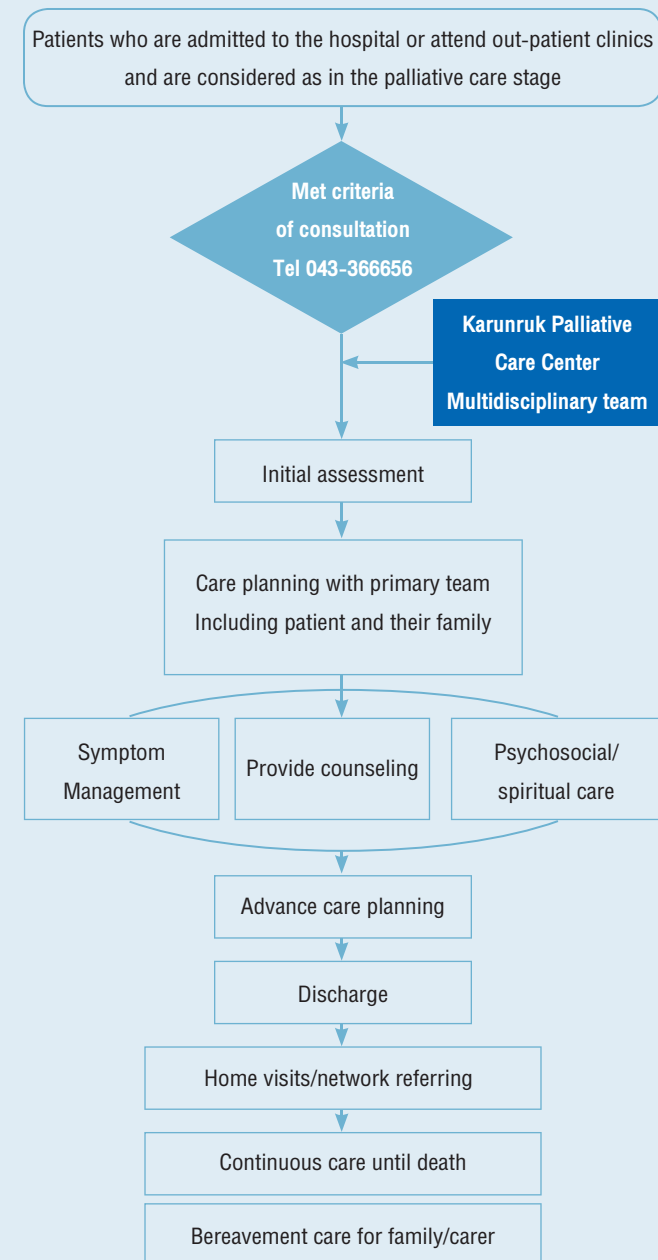 Patients who are admitted to the hospital or attend out-patient clinics
and are considered as in the palliative care stage
Met criteria
of consultation
Tel 043-366656
Karunruk Palliative
Care Center
Multidisciplinary team
Initial assessment
Care planning with primary team
Including patient and their family
Symptom
Management
Provide counseling
Psychosocial/
spiritual care
Advance care planning
Discharge
Home visits/network referring
Continuous care until death
Bereavement care for family/carer